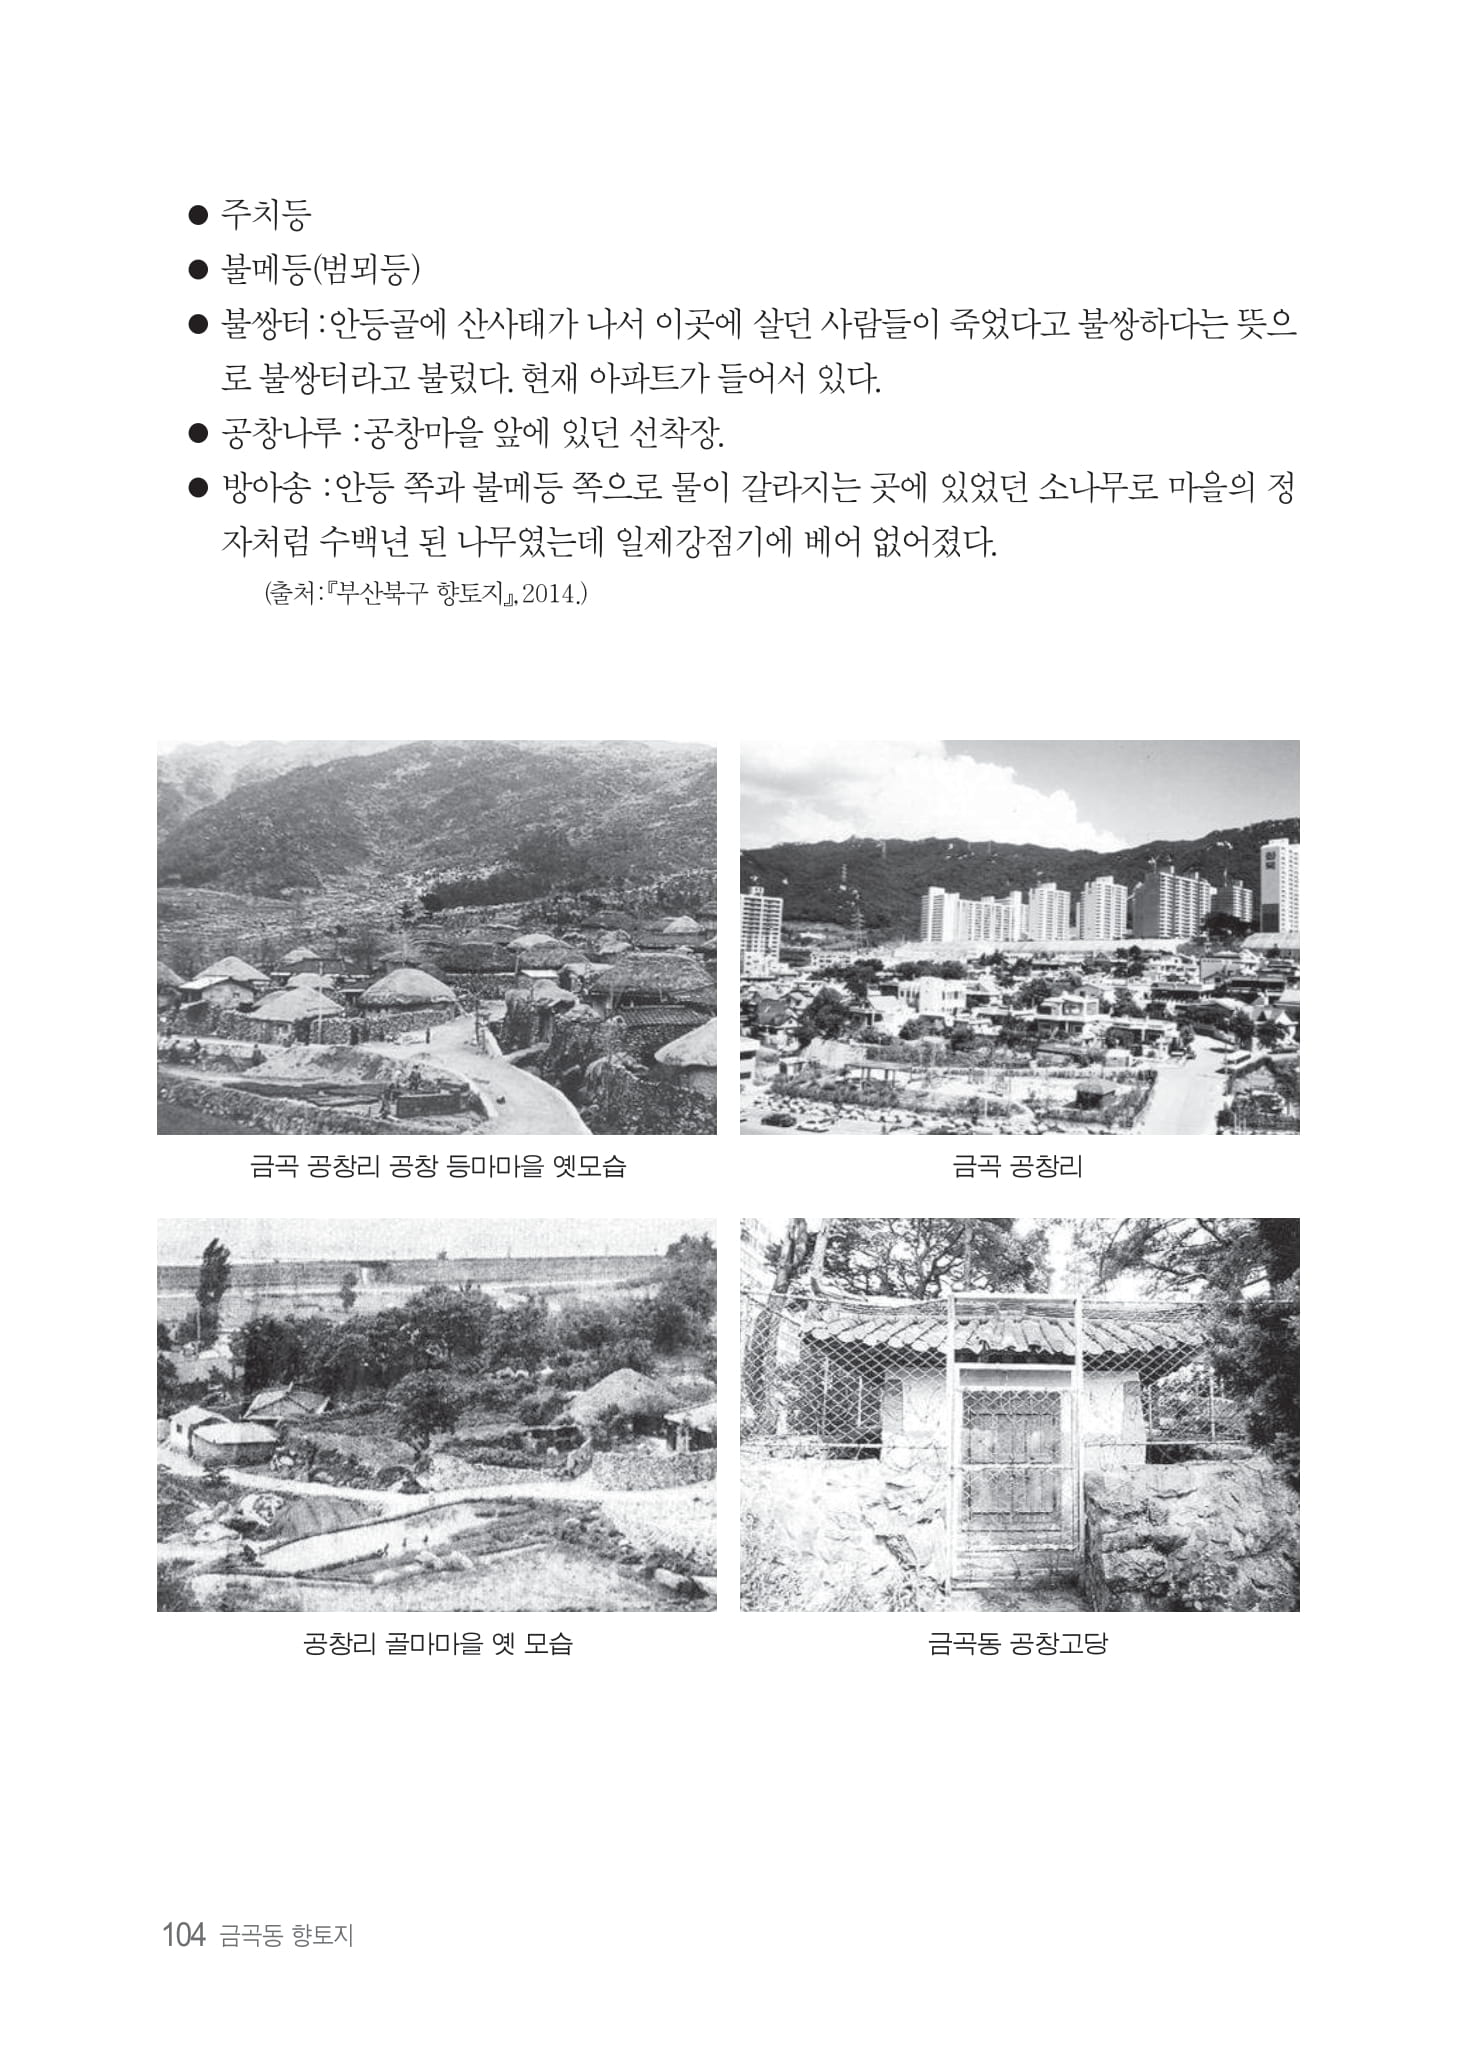 ● 주치등
● 불메등(범뫼등)
● 불쌍터 : 안등골에 산사태가 나서 이곳에 살던 사람들이 죽었다고 불쌍하다는 뜻으
로 불쌍터라고 불렀다. 현재 아파트가 들어서 있다.
● 공창나루 : 공창마을 앞에 있던 선착장.
● 방아송 : 안등 쪽과 불메등 쪽으로 물이 갈라지는 곳에 있었던 소나무로 마을의 정
자처럼 수백년 된 나무였는데 일제강점기에 베어 없어졌다.
(출처:『부산북구 향토지』, 2014.)
금곡 공창리 공창 등마마을 옛모습
금곡 공창리
공창리 골마마을 옛 모습
금곡동 공창고당
104 금곡동 향토지